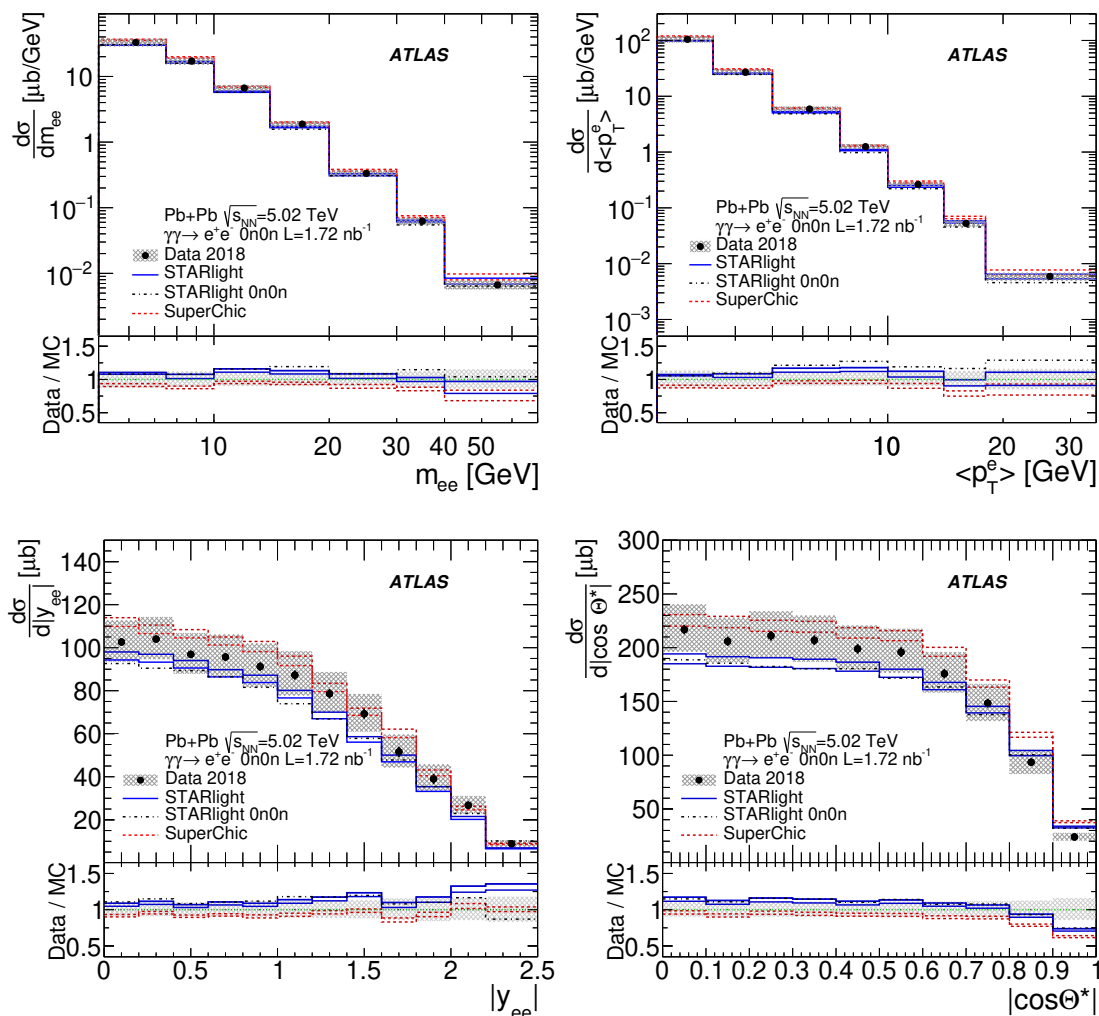 dσ/dm_ee [µb/GeV]
ATLAS
10
1
10⁻¹
10⁻²
Pb+Pb √s_NN=5.02 TeV
γγ→ e⁺e⁻ 0n0n L=1.72 nb⁻¹
Data 2018
STARlight
STARlight 0n0n
SuperChic
Data / MC
1.5
1
0.5
10 20 30 40 50
m_ee [GeV]
dσ/d<p_T^e> [µb/GeV]
ATLAS
10²
10
1
10⁻¹
10⁻²
10⁻³
Pb+Pb √s_NN=5.02 TeV
γγ→ e⁺e⁻ 0n0n L=1.72 nb⁻¹
Data 2018
STARlight
STARlight 0n0n
SuperChic
Data / MC
1.5
1
0.5
10 20 30
<p_T^e> [GeV]
dσ/d|y_ee| [µb]
ATLAS
140
120
100
80
60
40
20
Pb+Pb √s_NN=5.02 TeV
γγ→ e⁺e⁻ 0n0n L=1.72 nb⁻¹
Data 2018
STARlight
STARlight 0n0n
SuperChic
Data / MC
1.5
1
0.5
0 0.5 1 1.5 2 2.5
|y_ee|
dσ/d|cos Θ*| [µb]
ATLAS
300
250
200
150
100
50
Pb+Pb √s_NN=5.02 TeV
γγ→ e⁺e⁻ 0n0n L=1.72 nb⁻¹
Data 2018
STARlight
STARlight 0n0n
SuperChic
Data / MC
1.5
1
0.5
0 0.1 0.2 0.3 0.4 0.5 0.6 0.7 0.8 0.9 1
|cosΘ*|